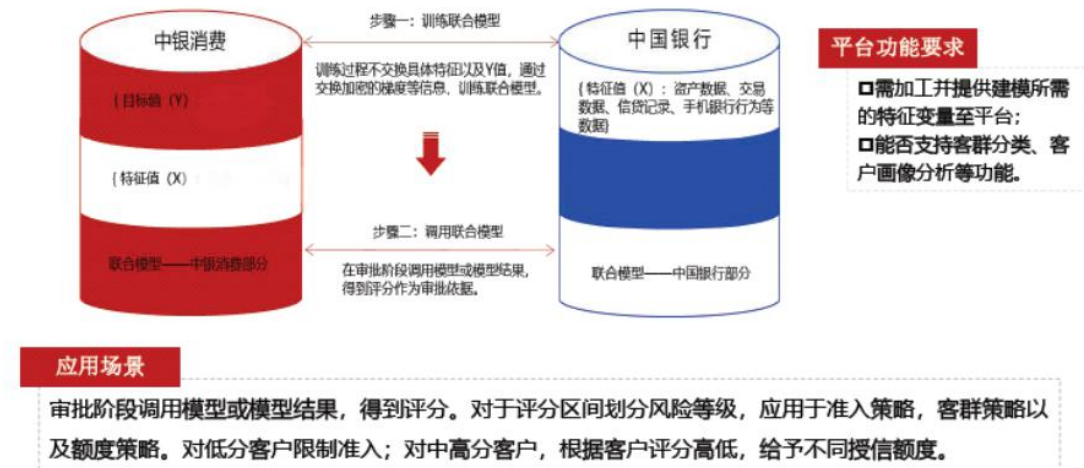 中银消费
{ 目标值（Y）
{ 特征值（X）
联合模型——中银消费部分
步骤一：训练联合模型
训练过程不交换具体特征以及Y值，通过
交换加密的梯度等信息、训练联合模型。
步骤二：调用联合模型
在审批阶段调用模型或模型结果，
得到评分作为审批依据。
中国银行
{ 特征值（X）：资产数据、交易
数据、信贷记录、手机银行行为等
数据}
联合模型——中国银行部分
平台功能要求
需加工并提供建模所需
的特征变量至平台；
能否支持客群分类、客
户画像分析等功能。
应用场景
审批阶段调用模型或模型结果，得到评分。对于评分区间划分风险等级，应用于准入策略，客群策略以
及额度策略。对低分客户限制准入；对中高分客户，根据客户评分高低，给予不同授信额度。